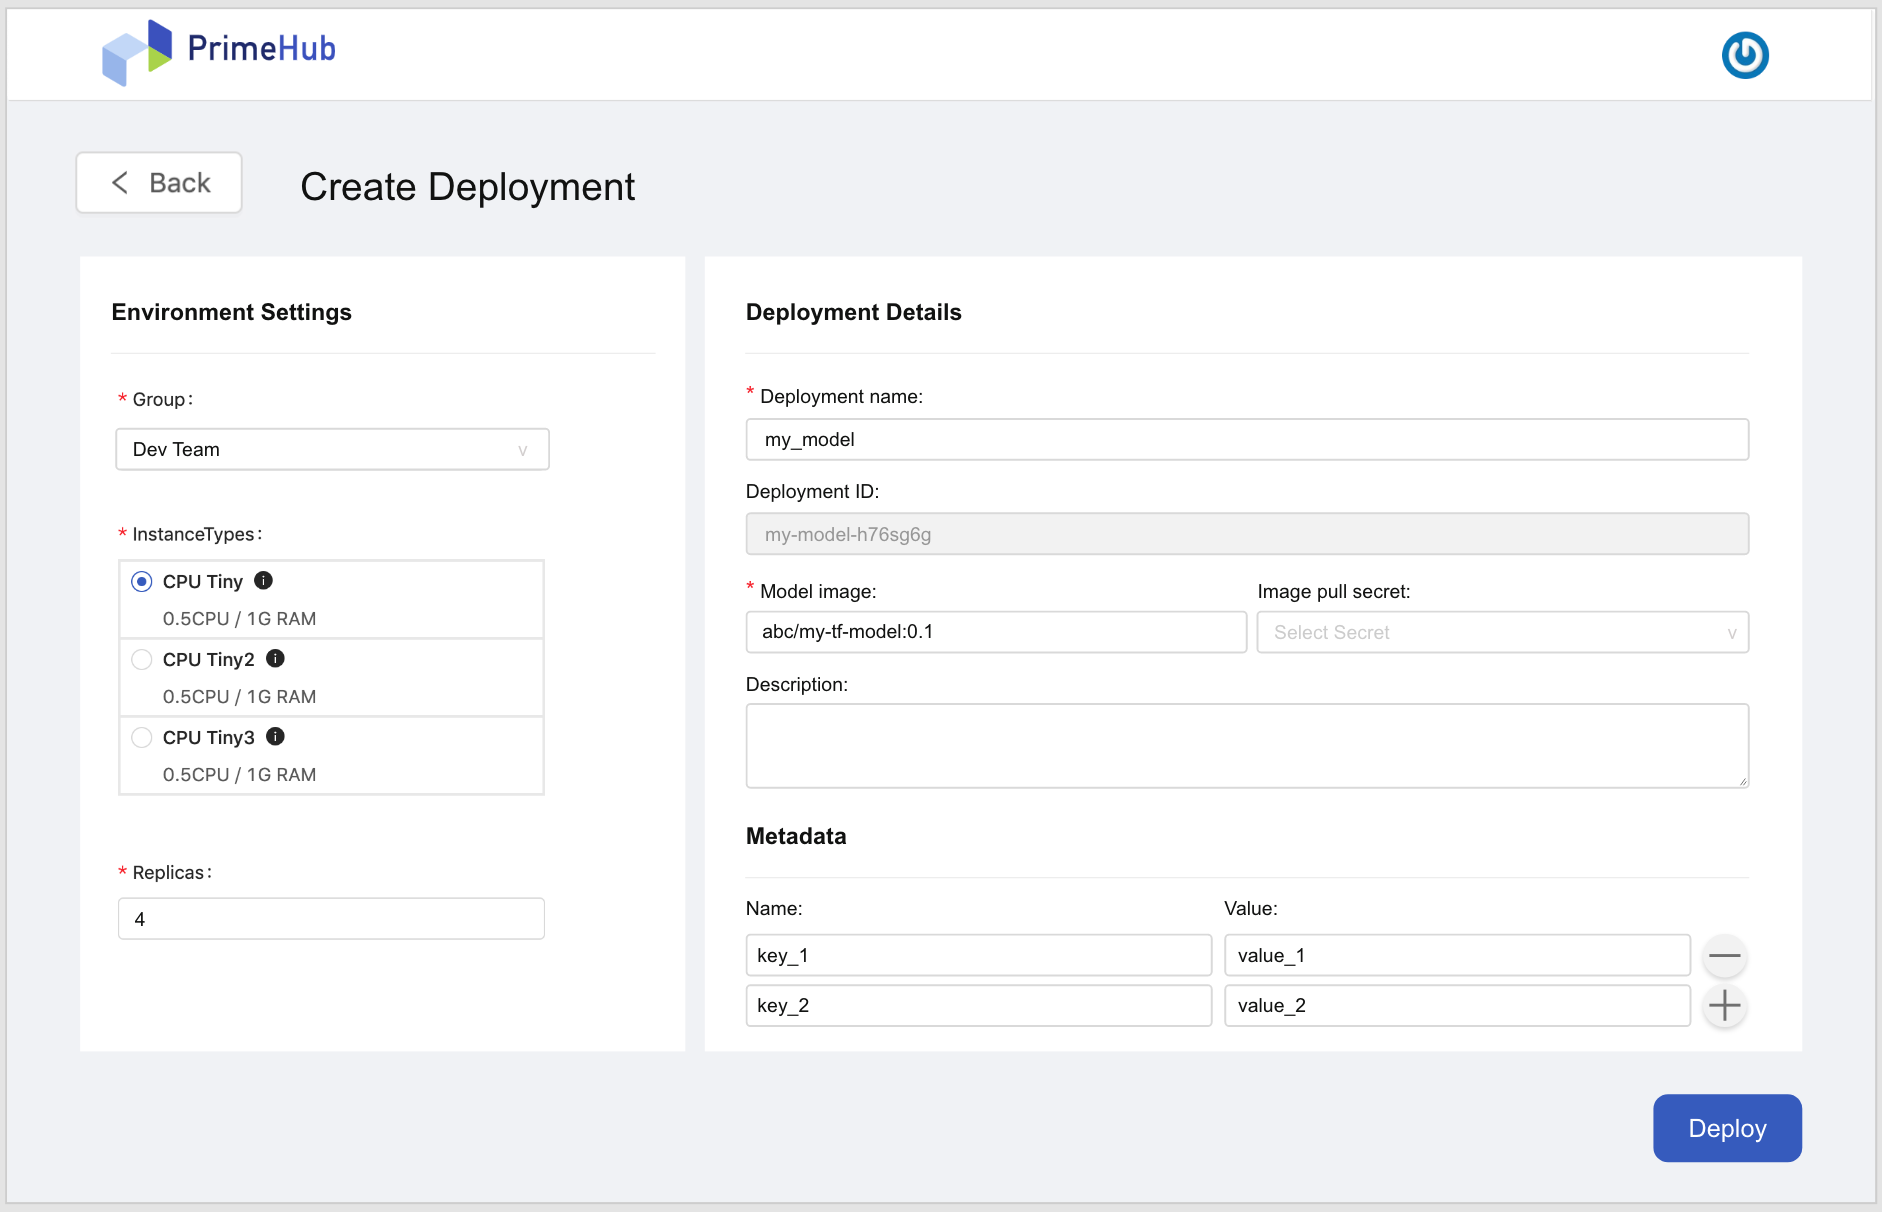 PrimeHub
Back
Create Deployment
Environment Settings
* Group:
Dev Team
* InstanceTypes:
CPU Tiny
0.5CPU / 1G RAM
CPU Tiny2
0.5CPU / 1G RAM
CPU Tiny3
0.5CPU / 1G RAM
* Replicas:
4
Deployment Details
* Deployment name:
my_model
Deployment ID:
my-model-h76sg6g
* Model image: Image pull secret:
abc/my-tf-model:0.1 Select Secret
Description:
Metadata
Name: Value:
key_1 value_1
key_2 value_2
Deploy